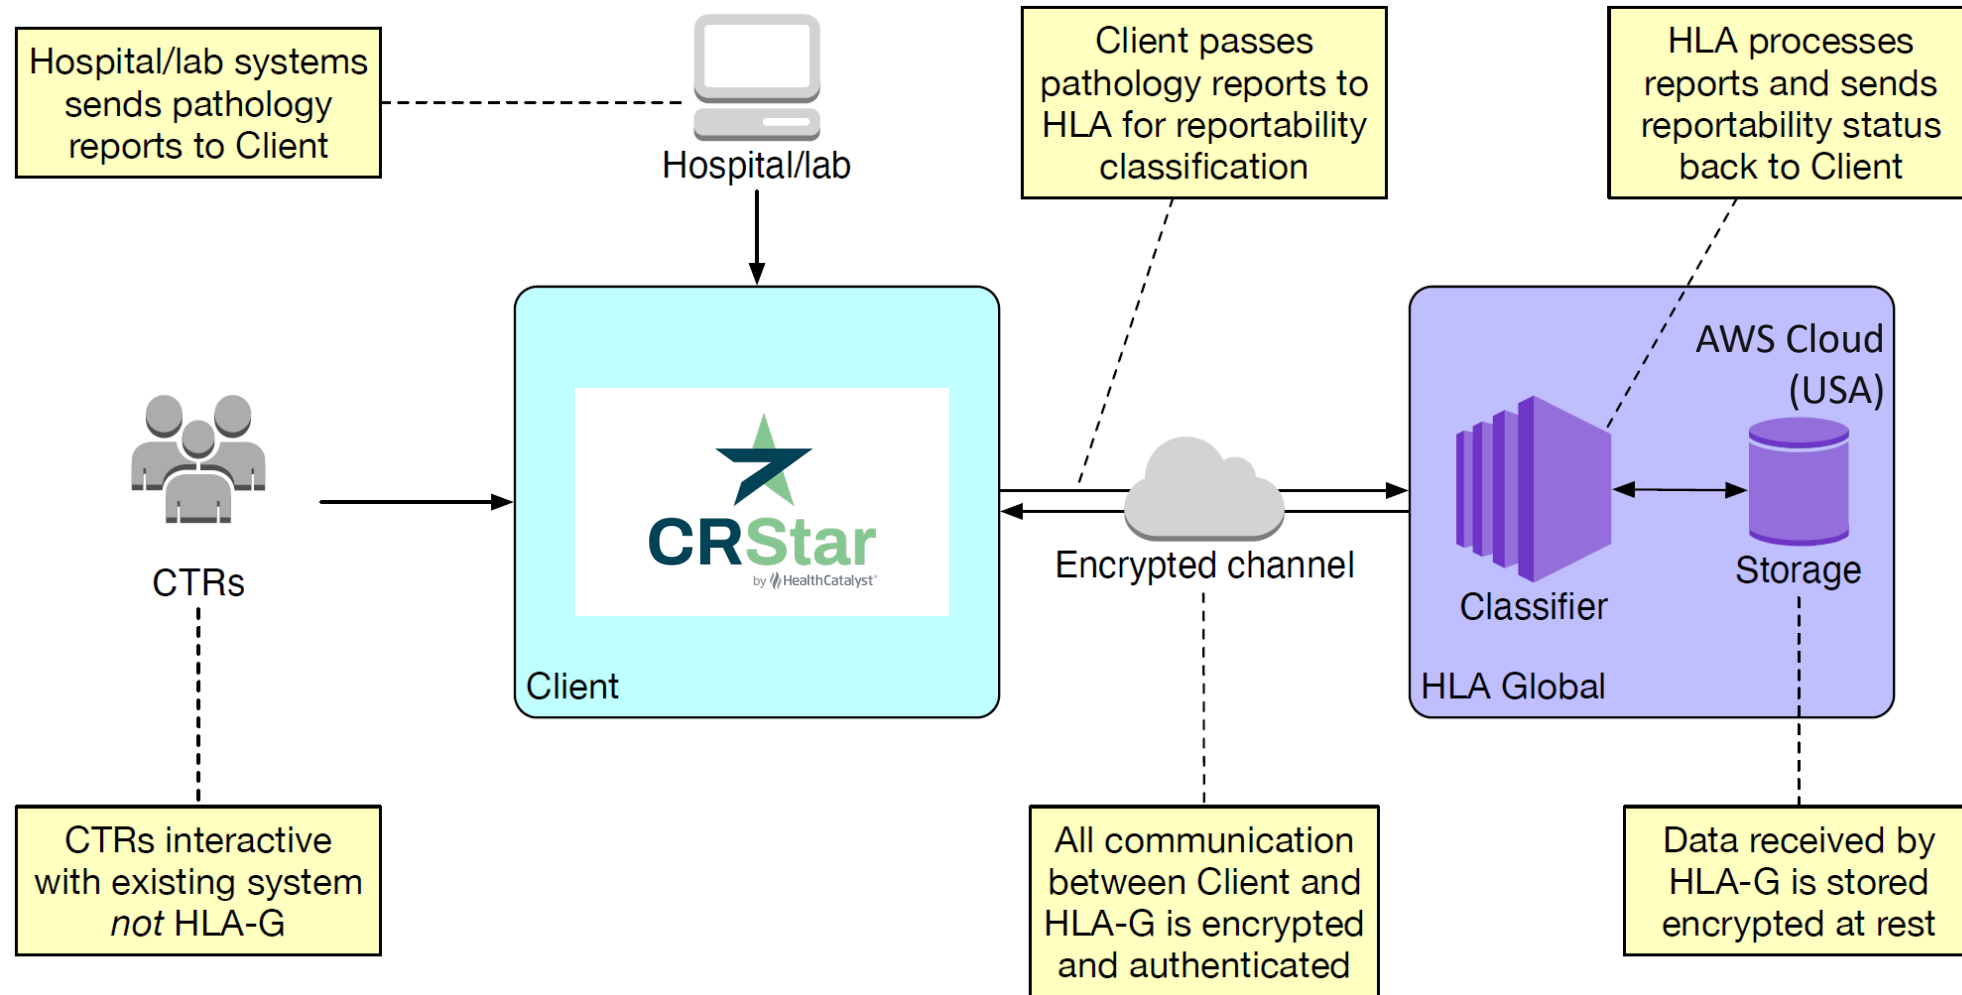 Hospital/lab systems
sends pathology
reports to Client
Hospital/lab
Client passes
pathology reports to
HLA for reportability
classification
HLA processes
reports and sends
reportability status
back to Client
CTRs
CRStar
by HealthCatalyst
Client
Encrypted channel
AWS Cloud
(USA)
Classifier
Storage
HLA Global
CTRs interactive
with existing system
not HLA-G
All communication
between Client and
HLA-G is encrypted
and authenticated
Data received by
HLA-G is stored
encrypted at rest